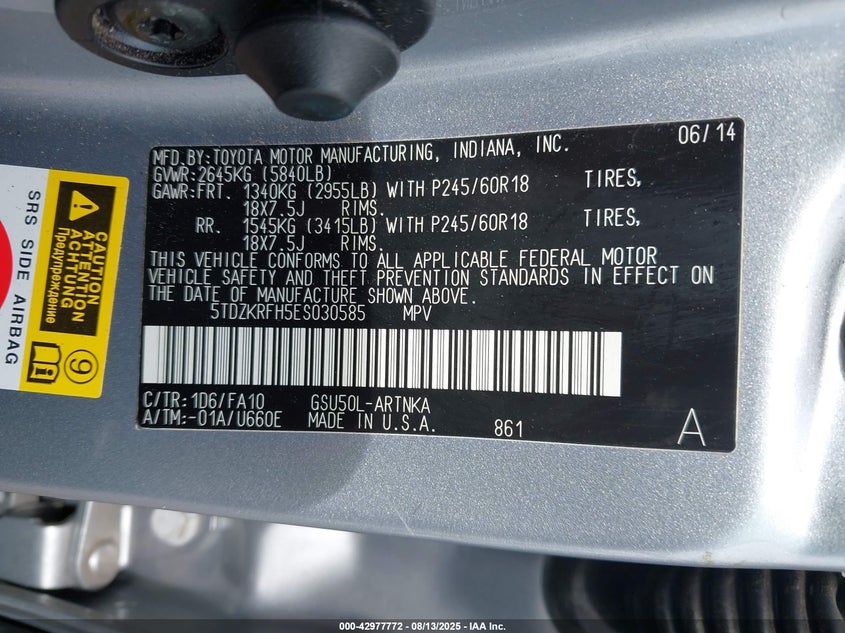 06/14
MFD.BY:TOYOTA MOTOR MANUFACTURING, INDIANA, INC.
GVWR:2645KG (5840LB)
GAWR:FRT. 1340KG (2955LB) WITH P245/60R18 TIRES,
18X7.5J RIMS.
RR. 1545KG (3415LB) WITH P245/60R18 TIRES,
18X7.5J RIMS.
THIS VEHICLE CONFORMS TO ALL APPLICABLE FEDERAL MOTOR
VEHICLE SAFETY AND THEFT PREVENTION STANDARDS IN EFFECT ON
THE DATE OF MANUFACTURE SHOWN ABOVE.
5TDZKRFH5ES030585 MPV
C/TR:1D6/FA10 GSU50L-ARTNKA
A/TM:-01A/U660E MADE IN U.S.A. 861 A
SRS SIDE AIRBAG
CAUTION
ATTENTION
ACHTUNG
Предупреждение
9
000-42977772 - 08/13/2025 - IAA Inc.